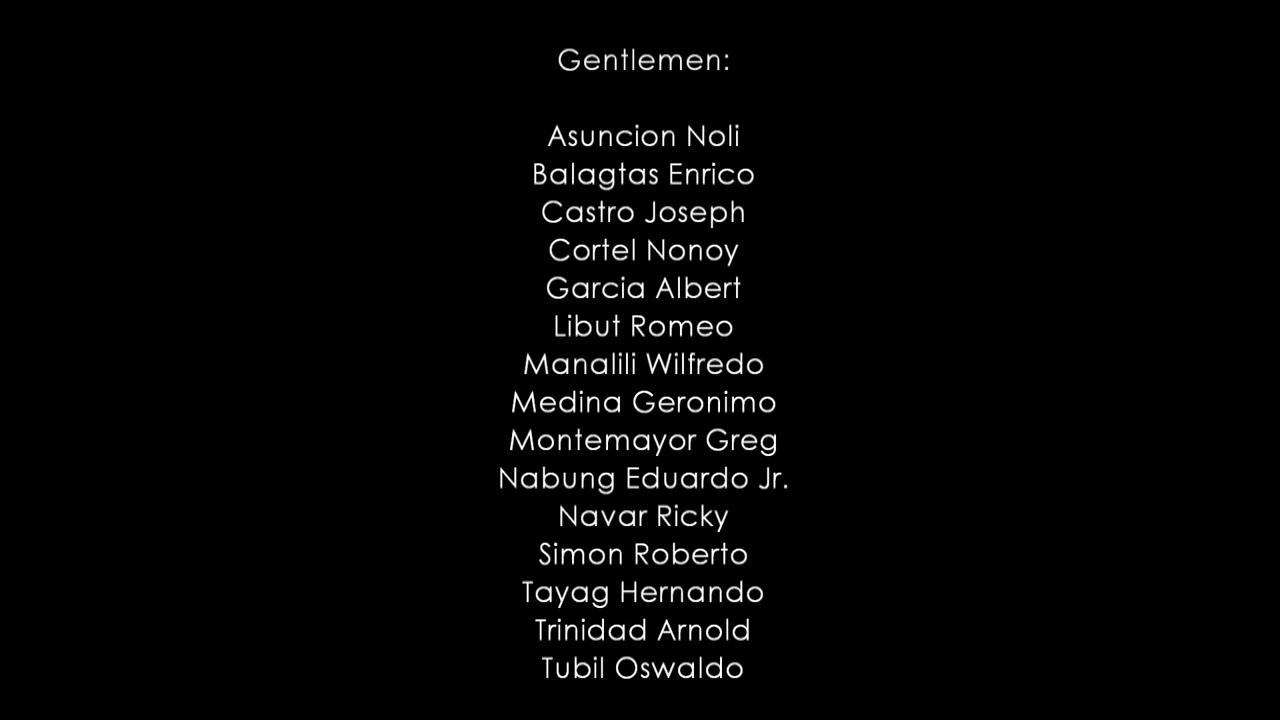 Gentlemen:
Asuncion Noli
Balagtas Enrico
Castro Joseph
Cortel Nonoy
Garcia Albert
Libut Romeo
Manalili Wilfredo
Medina Geronimo
Montemayor Greg
Nabung Eduardo Jr.
Navar Ricky
Simon Roberto
Tayag Hernando
Trinidad Arnold
Tubil Oswaldo